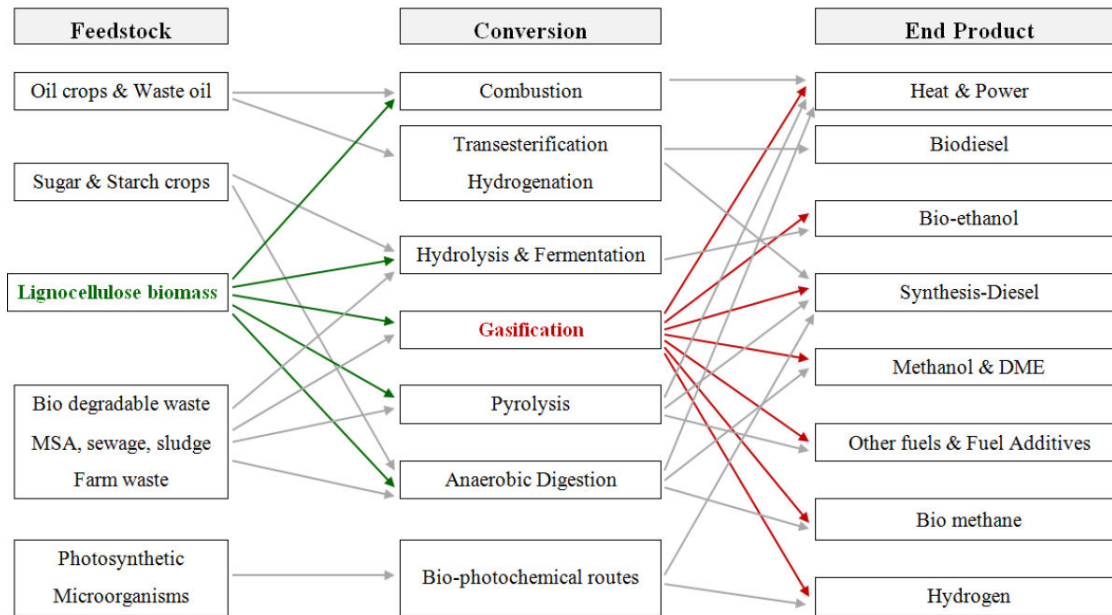 Feedstock
Conversion
End Product
Oil crops & Waste oil
Combustion
Heat & Power
Transesterification
Hydrogenation
Biodiesel
Sugar & Starch crops
Bio-ethanol
Hydrolysis & Fermentation
Lignocellulose biomass
Synthesis-Diesel
Gasification
Methanol & DME
Bio degradable waste
MSA, sewage, sludge
Farm waste
Pyrolysis
Other fuels & Fuel Additives
Anaerobic Digestion
Bio methane
Photosynthetic
Microorganisms
Bio-photochemical routes
Hydrogen